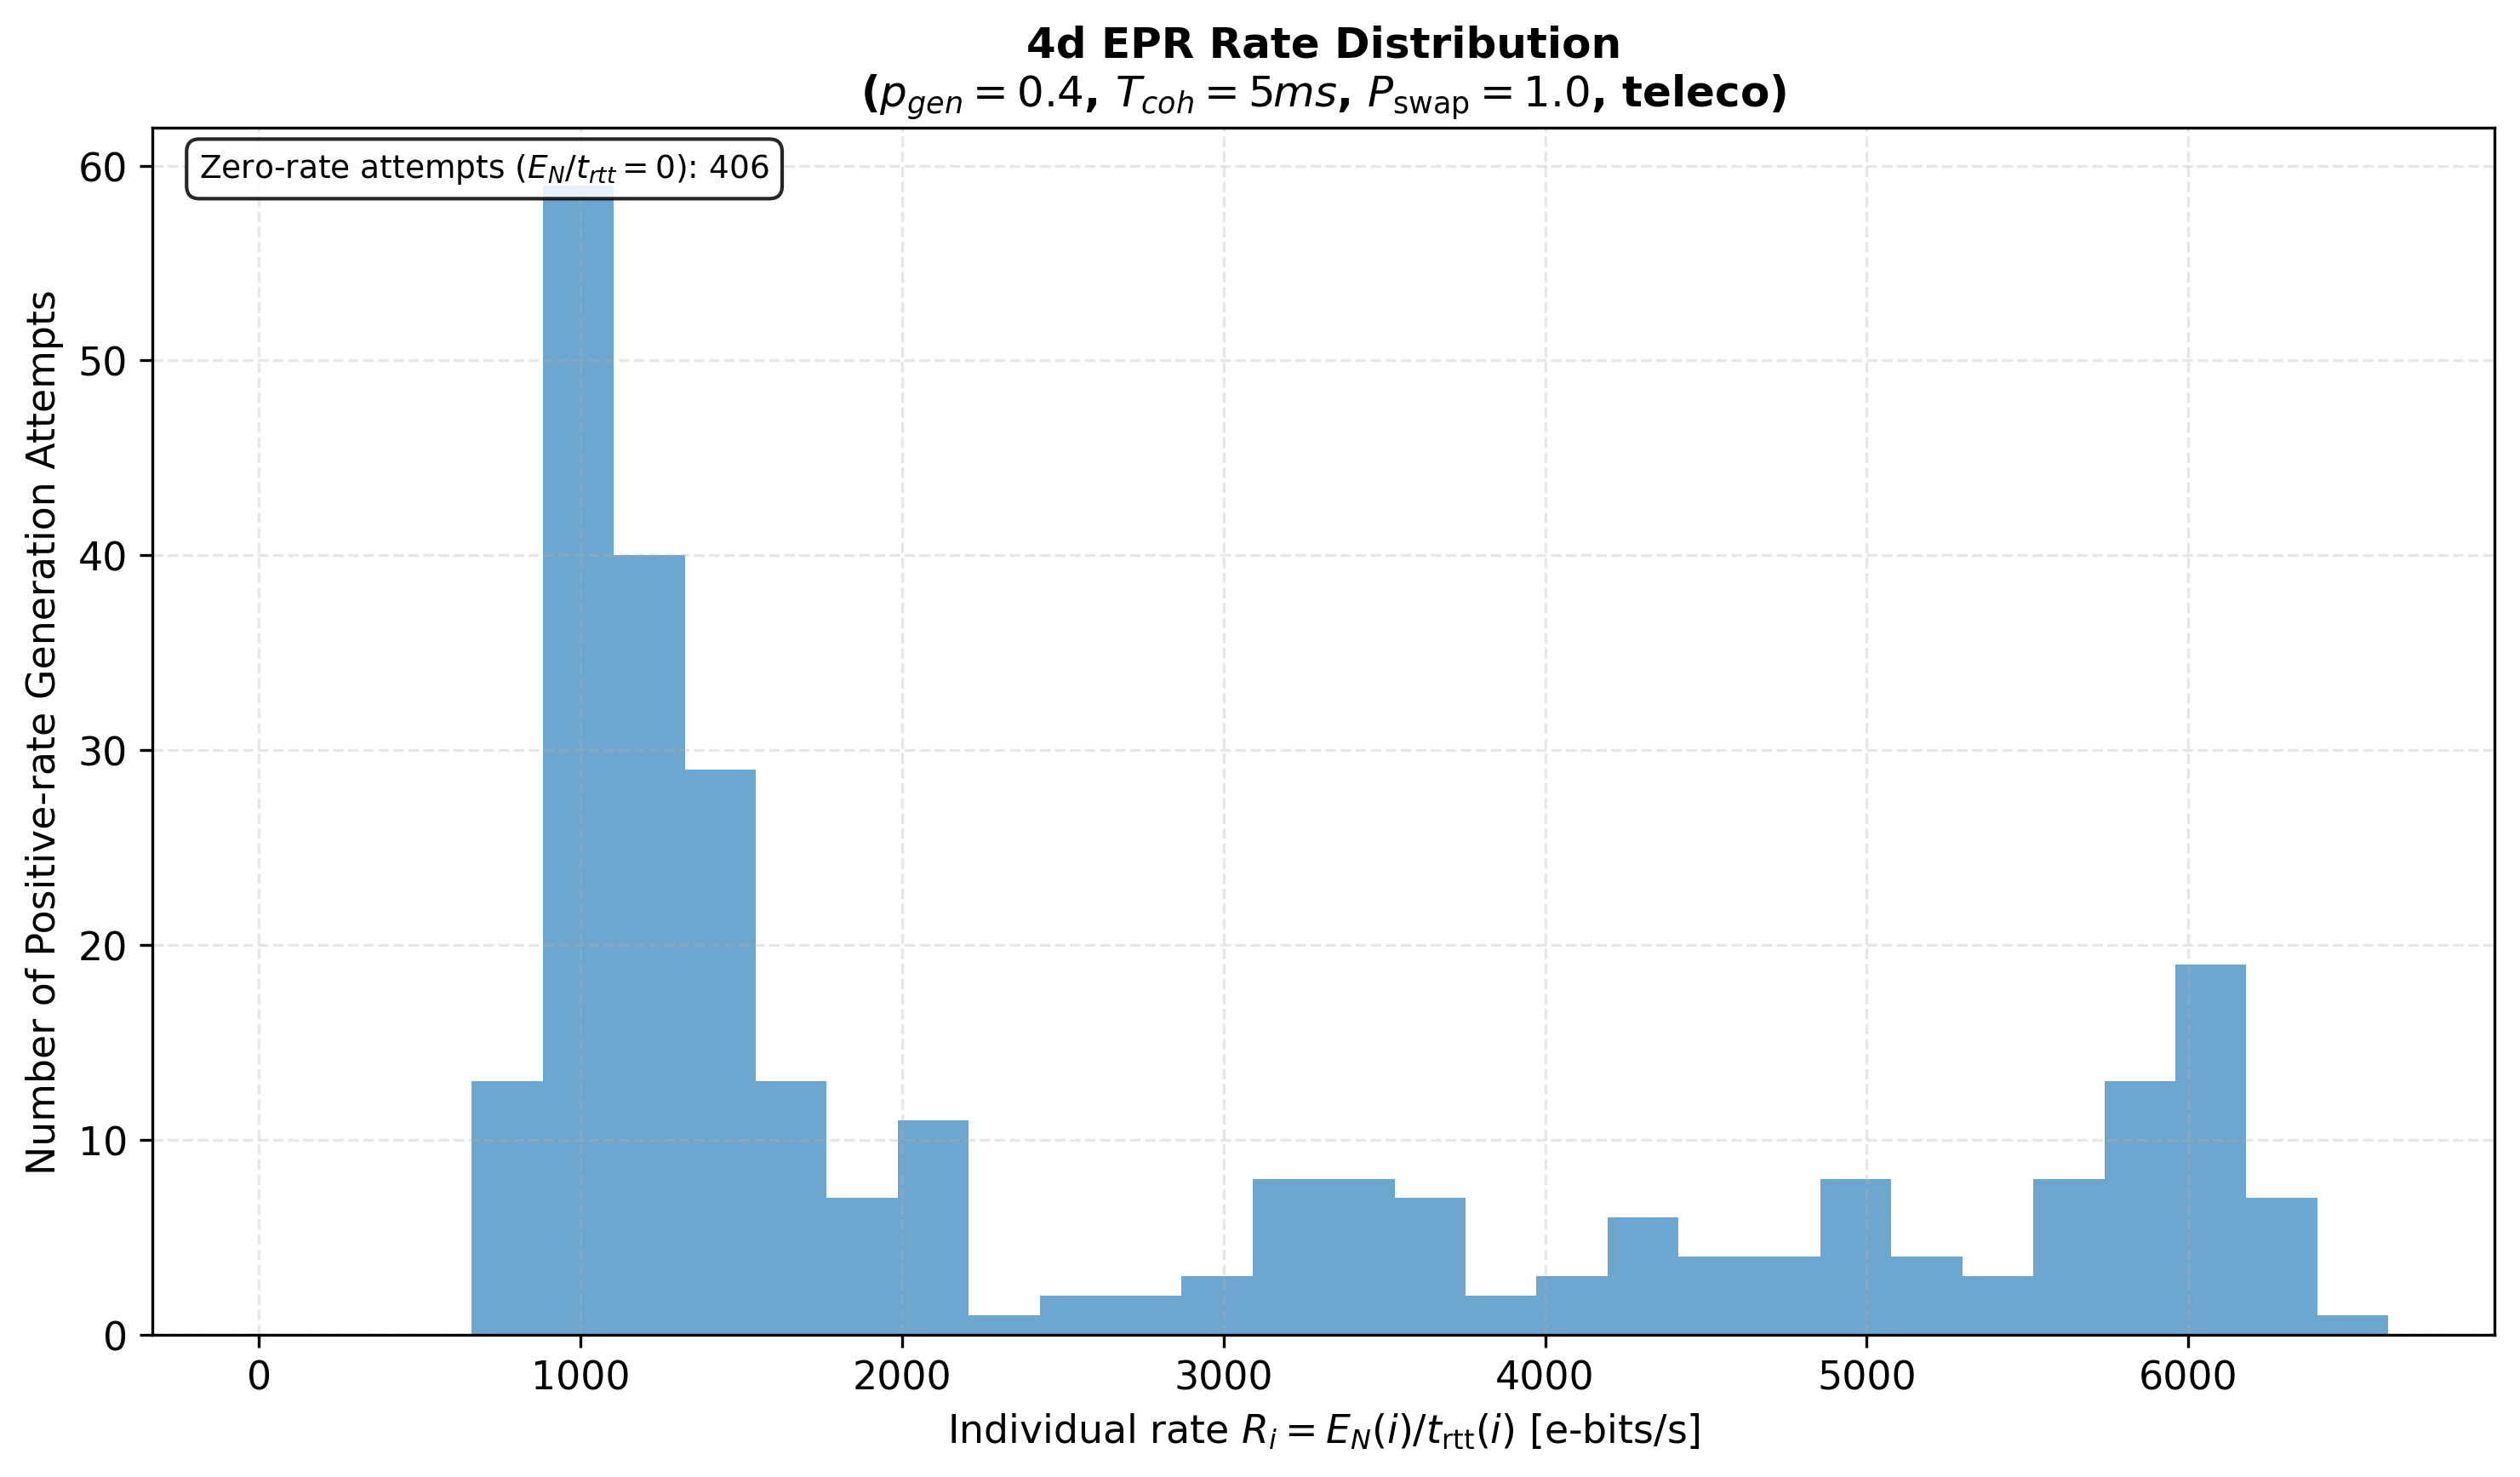 4d EPR Rate Distribution
(p_gen = 0.4, T_coh = 5ms, P_swap = 1.0, teleco)
Zero-rate attempts (E_N/t_rtt = 0): 406
Number of Positive-rate Generation Attempts
60
50
40
30
20
10
0
0 1000 2000 3000 4000 5000 6000
Individual rate R_i = E_N(i)/t_rtt(i) [e-bits/s]